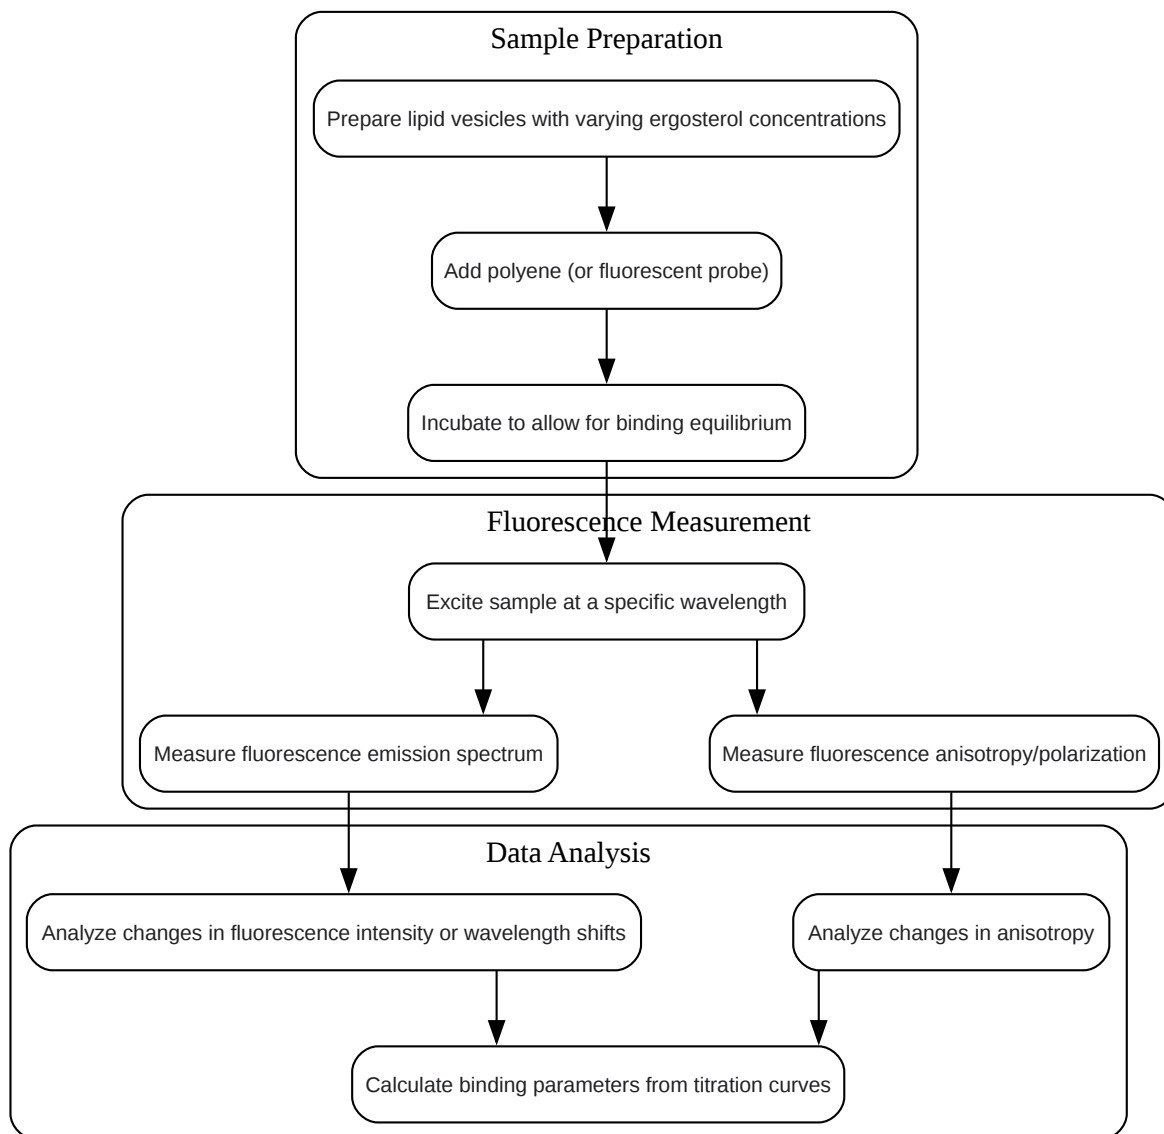 Sample Preparation
Prepare lipid vesicles with varying ergosterol concentrations
Add polyene (or fluorescent probe)
Incubate to allow for binding equilibrium
Fluorescence Measurement
Excite sample at a specific wavelength
Measure fluorescence emission spectrum
Measure fluorescence anisotropy/polarization
Data Analysis
Analyze changes in fluorescence intensity or wavelength shifts
Analyze changes in anisotropy
Calculate binding parameters from titration curves